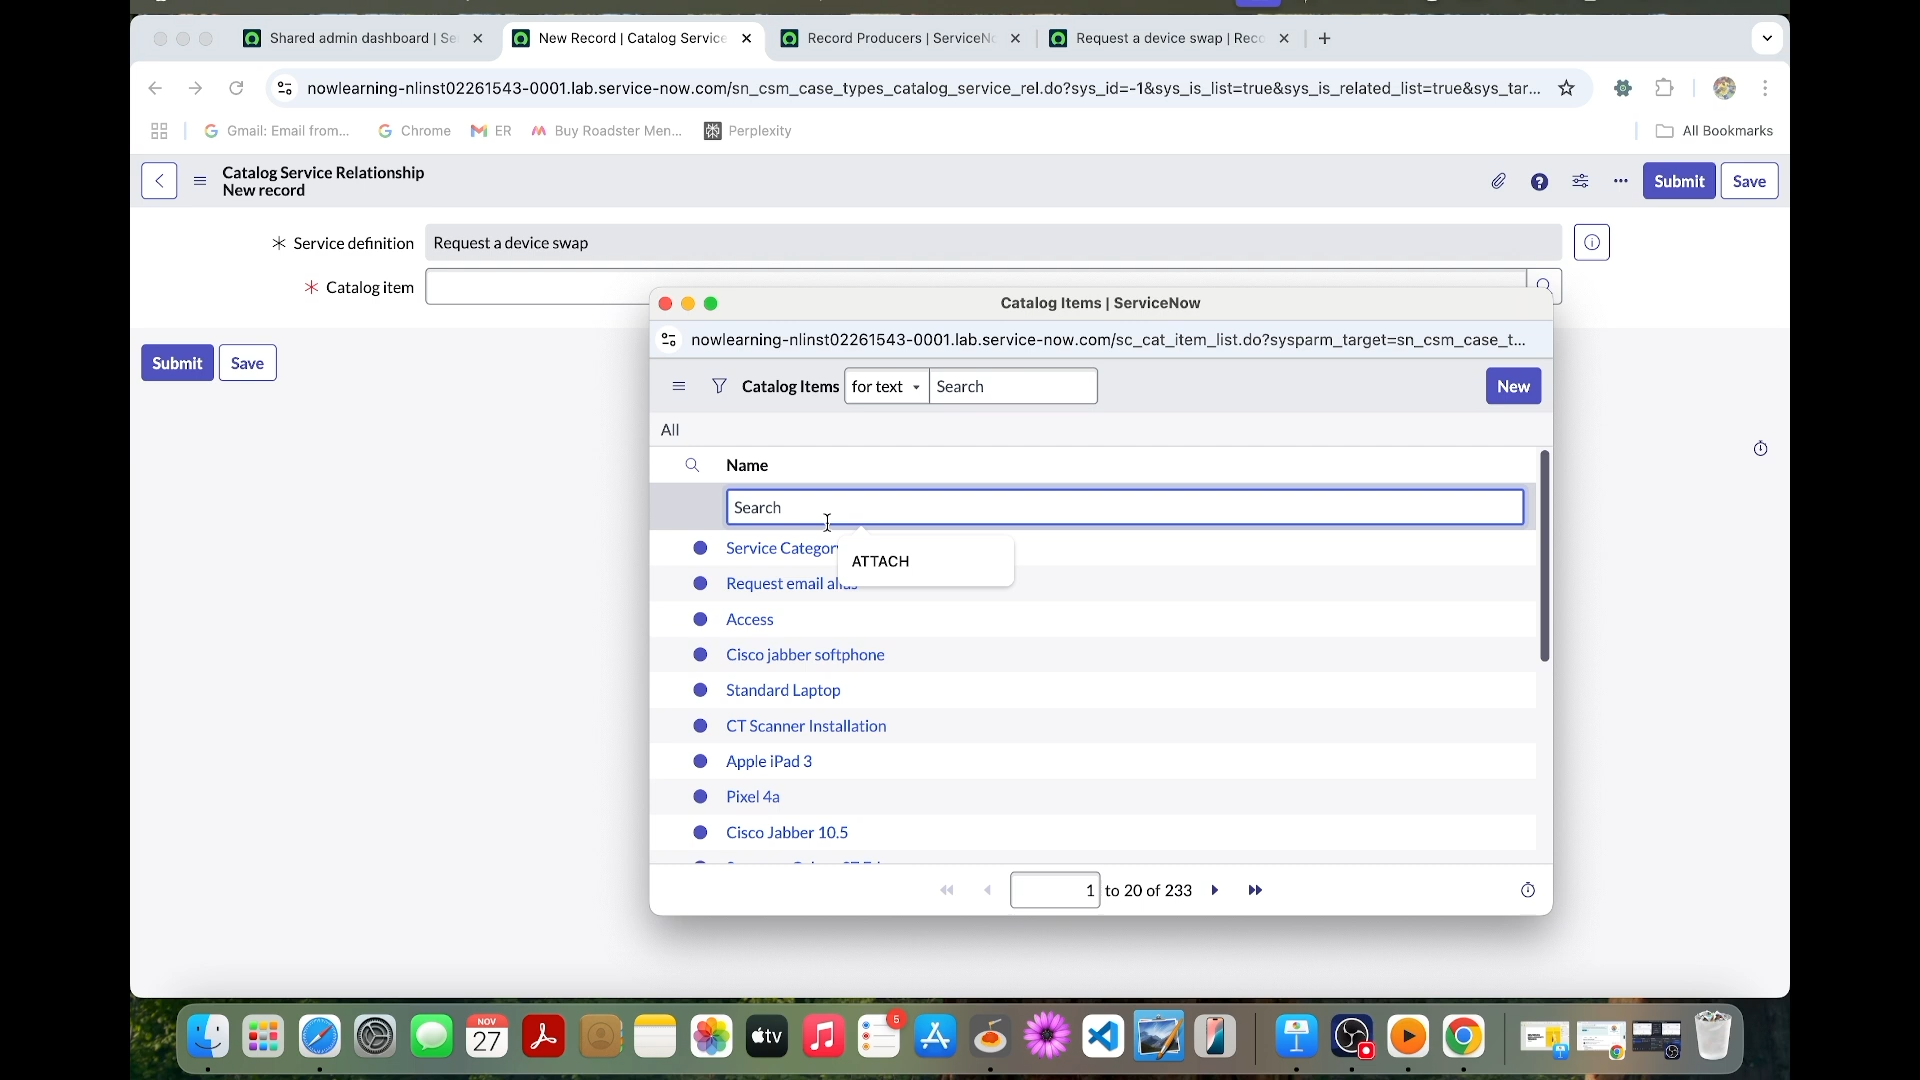 Shared admin dashboard | Se
New Record | Catalog Service
Record Producers | ServiceN
Request a device swap | Reco
nowlearning-nlinst02261543-0001.lab.service-now.com/sn_csm_case_types_catalog_service_rel.do?sys_id=-1&sys_is_list=true&sys_is_related_list=true&sys_tar...
Gmail: Email from...
Chrome
ER
Buy Roadster Men...
Perplexity
All Bookmarks
Catalog Service Relationship
New record
Submit
Save
Service definition
Request a device swap
Catalog item
Submit
Save
Catalog Items | ServiceNow
nowlearning-nlinst02261543-0001.lab.service-now.com/sc_cat_item_list.do?sysparm_target=sn_csm_case_t...
Catalog Items
for text
Search
New
All
Name
Search
ATTACH
Service Category
Request email alias
Access
Cisco jabber softphone
Standard Laptop
CT Scanner Installation
Apple iPad 3
Pixel 4a
Cisco Jabber 10.5
1 to 20 of 233
NOV
27
tv
5